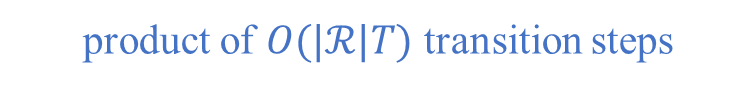 product of 𝑂(|ℛ|𝑇) transition steps